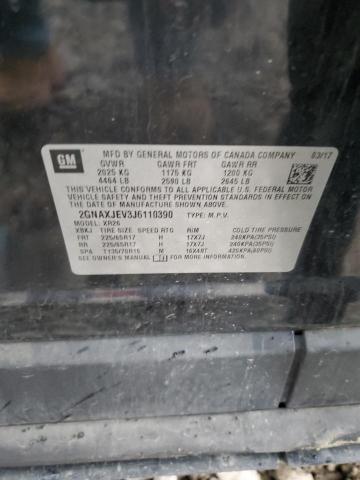 GM
MFD BY GENERAL MOTORS OF CANADA COMPANY 03/17
GVWR GAWR FRT GAWR RR
2025 KG 1175 KG 1200 KG
4464 LB 2590 LB 2645 LB
THIS VEHICLE CONFORMS TO ALL APPLICABLE U.S. FEDERAL
MOTOR VEHICLE SAFETY AND THEFT PREVENTION
STANDARDS IN EFFECT ON THE DATE OF MANUFACTURE SHOWN ABOVE.
2GNAXJEV3J6110390 TYPE: M.P.V.
MODEL: XR26
XBKJ TIRE SIZE SPEED RTG RIM COLD TIRE PRESSURE
FRT 225/65R17 H 17X7J 240KPA(35PSI)
RR 225/65R17 H 17X7J 240KPA(35PSI)
SPA T135/70R16 M 16X4BT 420KPA(60PSI)
SEE OWNER'S MANUAL FOR MORE INFORMATION.